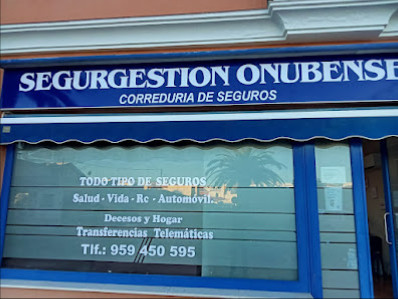 SEGURGESTION ONUBENSE
CORREDURIA DE SEGUROS
TODO TIPO DE SEGUROS
Salud - Vida - Rc - Automóvil..
Decesos y Hogar
Transferencias Telemáticas
Tlf.: 959 450 595